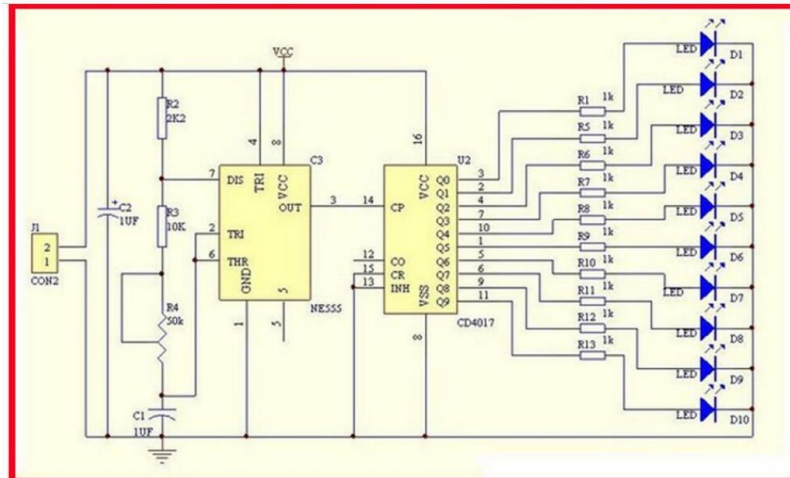 VCC
R2
2K2
C2
1UF
R3
10K
R4
50k
C1
1UF
J1
2
1
CON2
4
8
C3
7
DIS
TRI
VCC
OUT
3
2
TRI
6
THR
GND
5
1
5
NE555
16
U2
14
CP
VCC
12
CO
15
CR
13
INH
VSS
8
CD4017
Q0
3
Q1
2
Q2
4
Q3
7
Q4
10
Q5
1
Q6
5
Q7
6
Q8
9
Q9
11
R1
1k
R5
1k
R6
1k
R7
1k
R8
1k
R9
1k
R10
1k
R11
1k
R12
1k
R13
1k
LED
D1
LED
D2
LED
D3
LED
D4
LED
D5
LED
D6
LED
D7
LED
D8
LED
D9
LED
D10